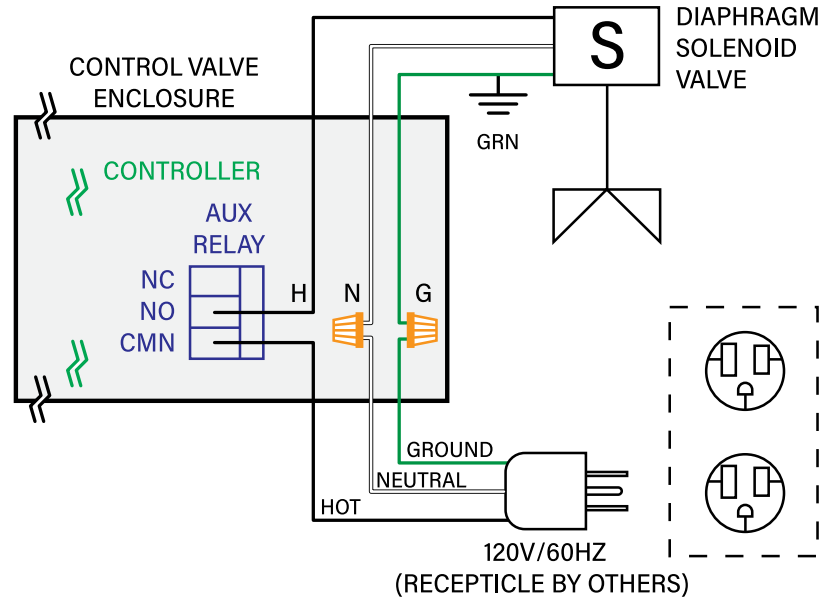 DIAPHRAGM
SOLENOID
VALVE
S
CONTROL VALVE
ENCLOSURE
GRN
CONTROLLER
AUX
RELAY
NC
NO
CMN
H
N
G
GROUND
NEUTRAL
HOT
120V/60HZ
(RECEPTICLE BY OTHERS)